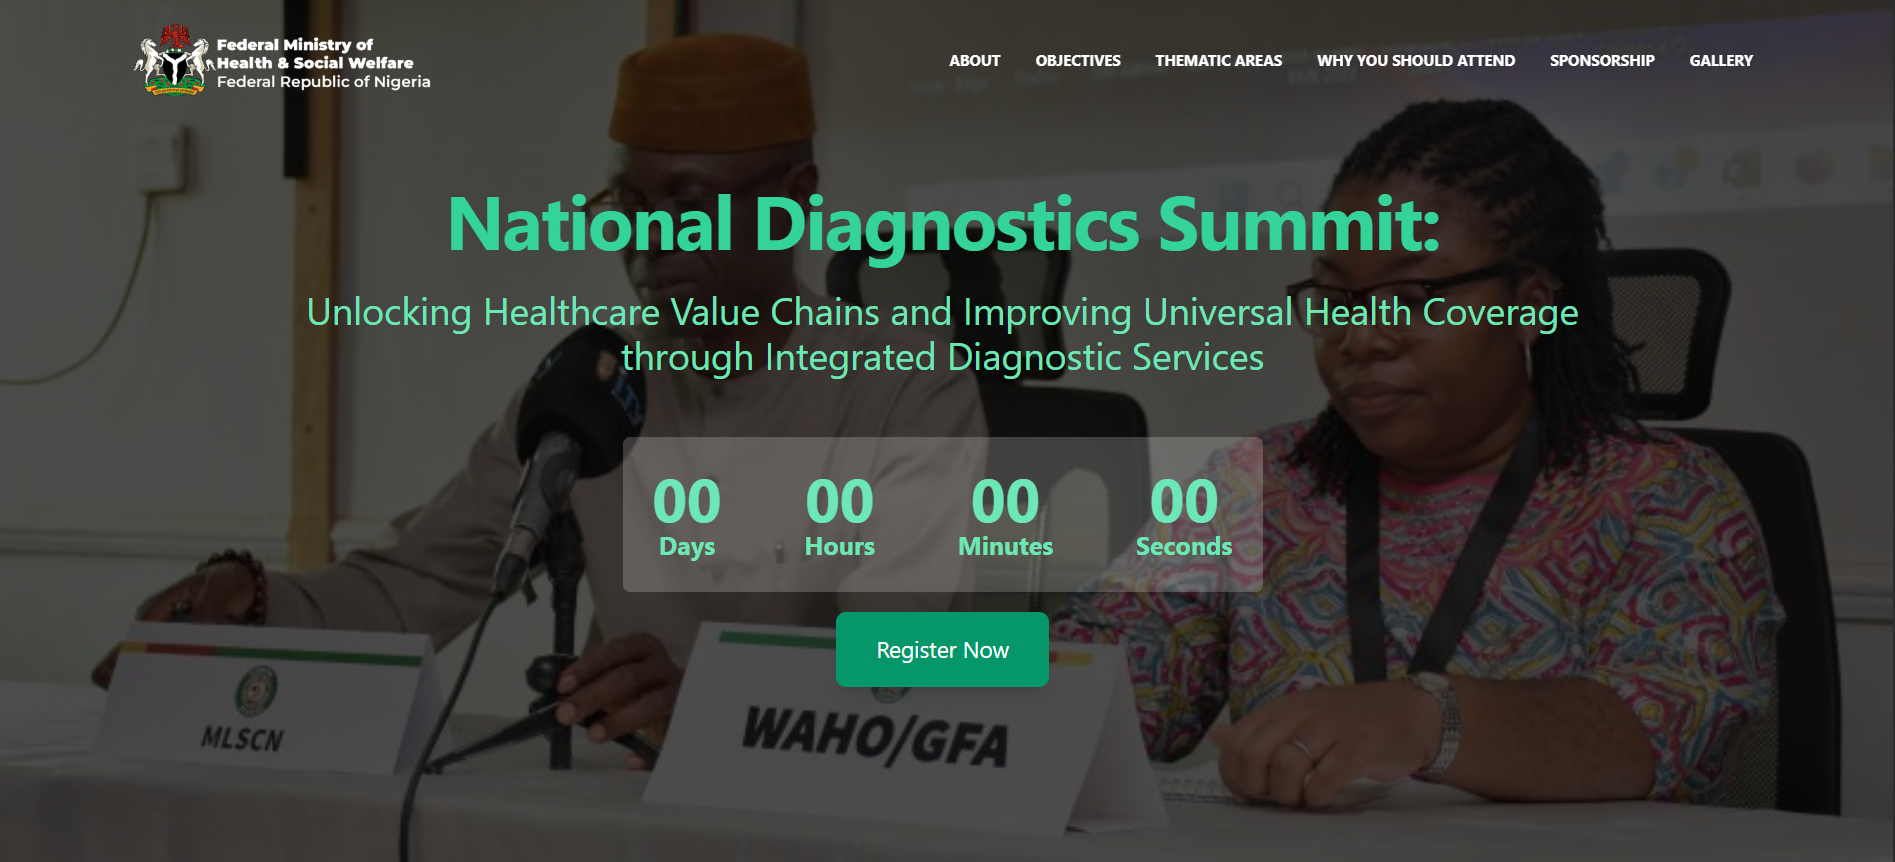 Federal Ministry of
Health & Social Welfare
Federal Republic of Nigeria
ABOUT OBJECTIVES THEMATIC AREAS WHY YOU SHOULD ATTEND SPONSORSHIP GALLERY
National Diagnostics Summit:
Unlocking Healthcare Value Chains and Improving Universal Health Coverage
through Integrated Diagnostic Services
00 00 00 00
Days Hours Minutes Seconds
Register Now
MLSCN
WAHO/GFA